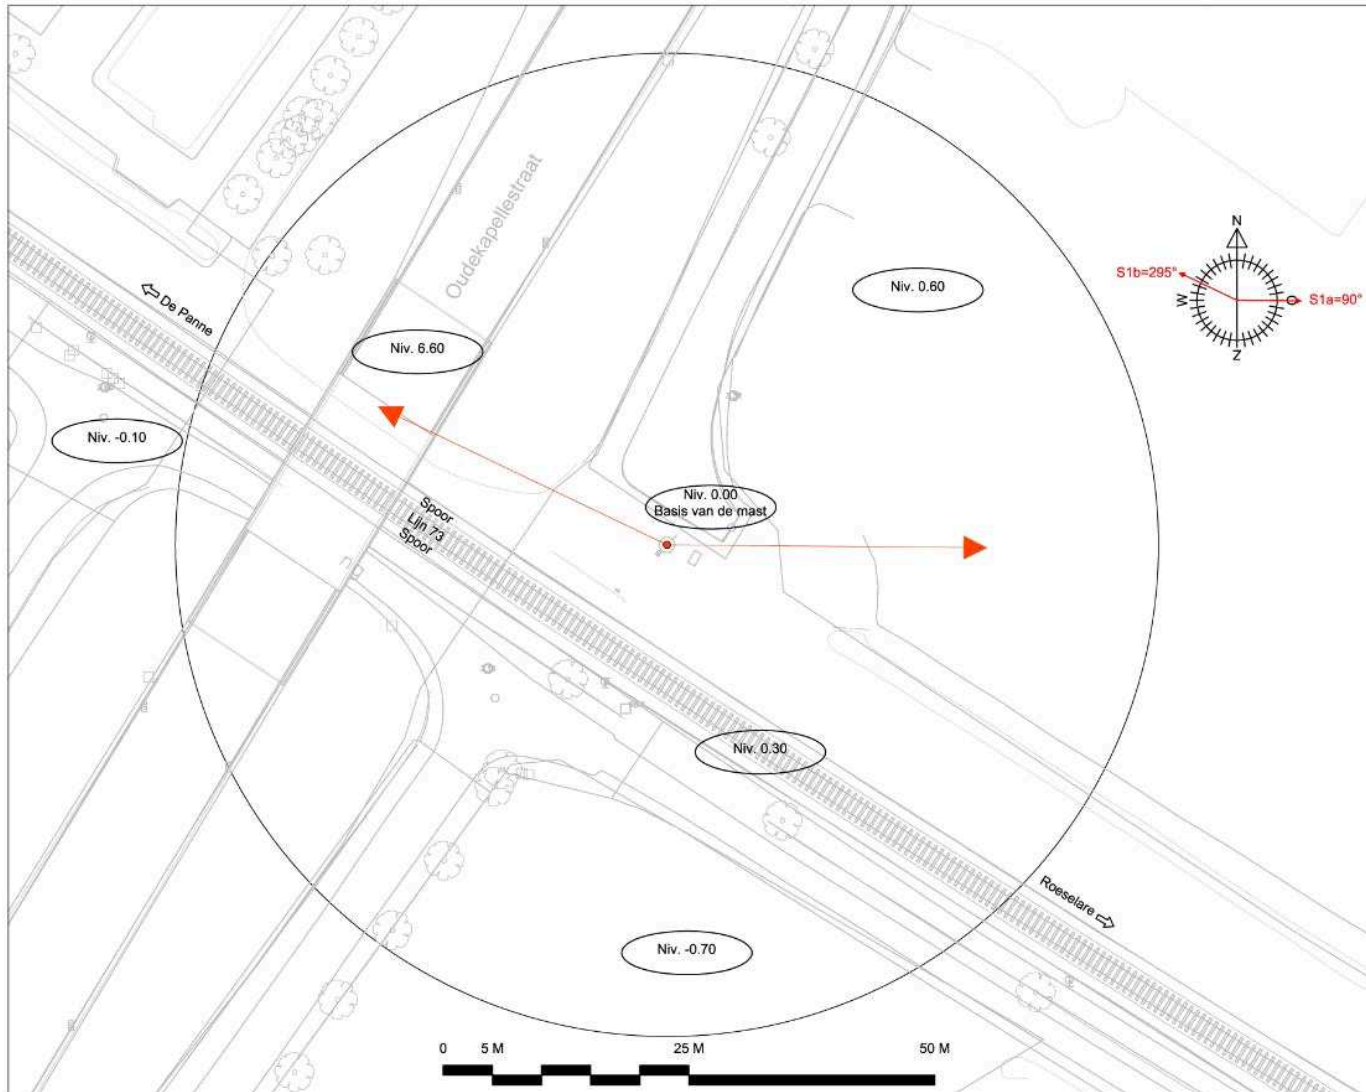 Oudekapellestraat
N
S1b=295°
W
O
S1a=90°
Z
Niv. 0.60
De Panne
Niv. 6.60
Niv. -0.10
Niv. 0.00
Basis van de mast
Spoor
Lijn 73
Spoor
Niv. 0.30
Roeselare
Niv. -0.70
0 5 M 25 M 50 M